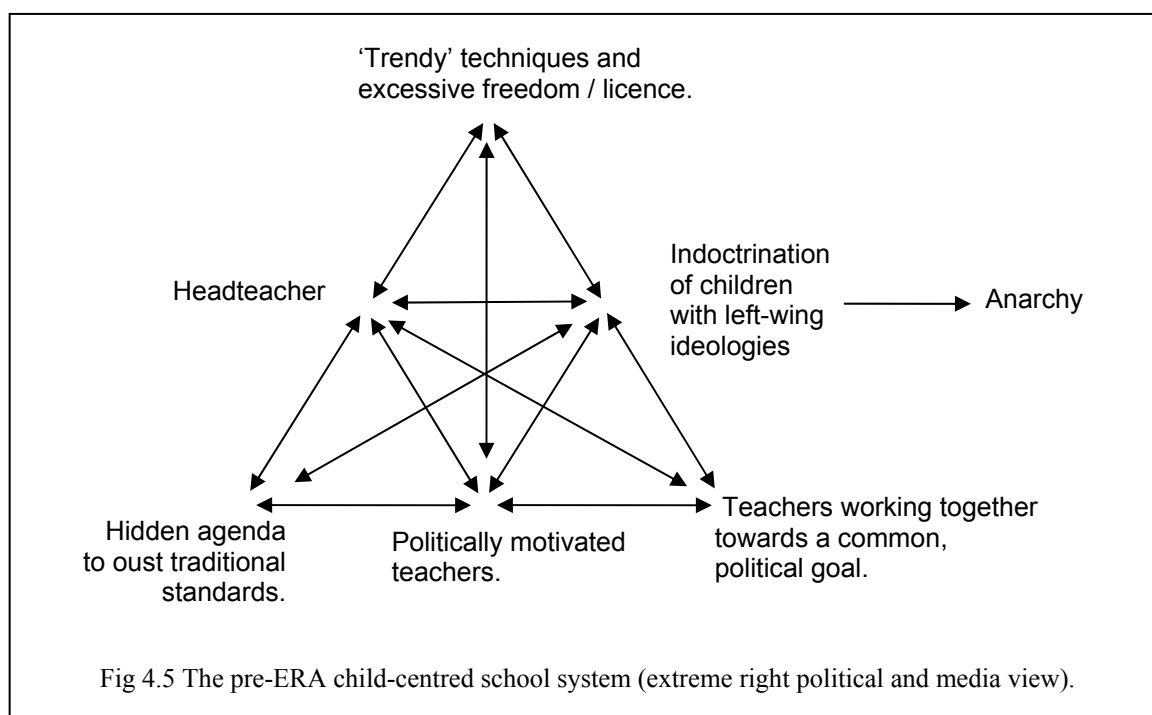 ‘Trendy’ techniques and
excessive freedom / licence.
Headteacher
Indoctrination
of children
with left-wing
ideologies
Anarchy
Hidden agenda
to oust traditional
standards.
Politically motivated
teachers.
Teachers working together
towards a common,
political goal.
Fig 4.5 The pre-ERA child-centred school system (extreme right political and media view).